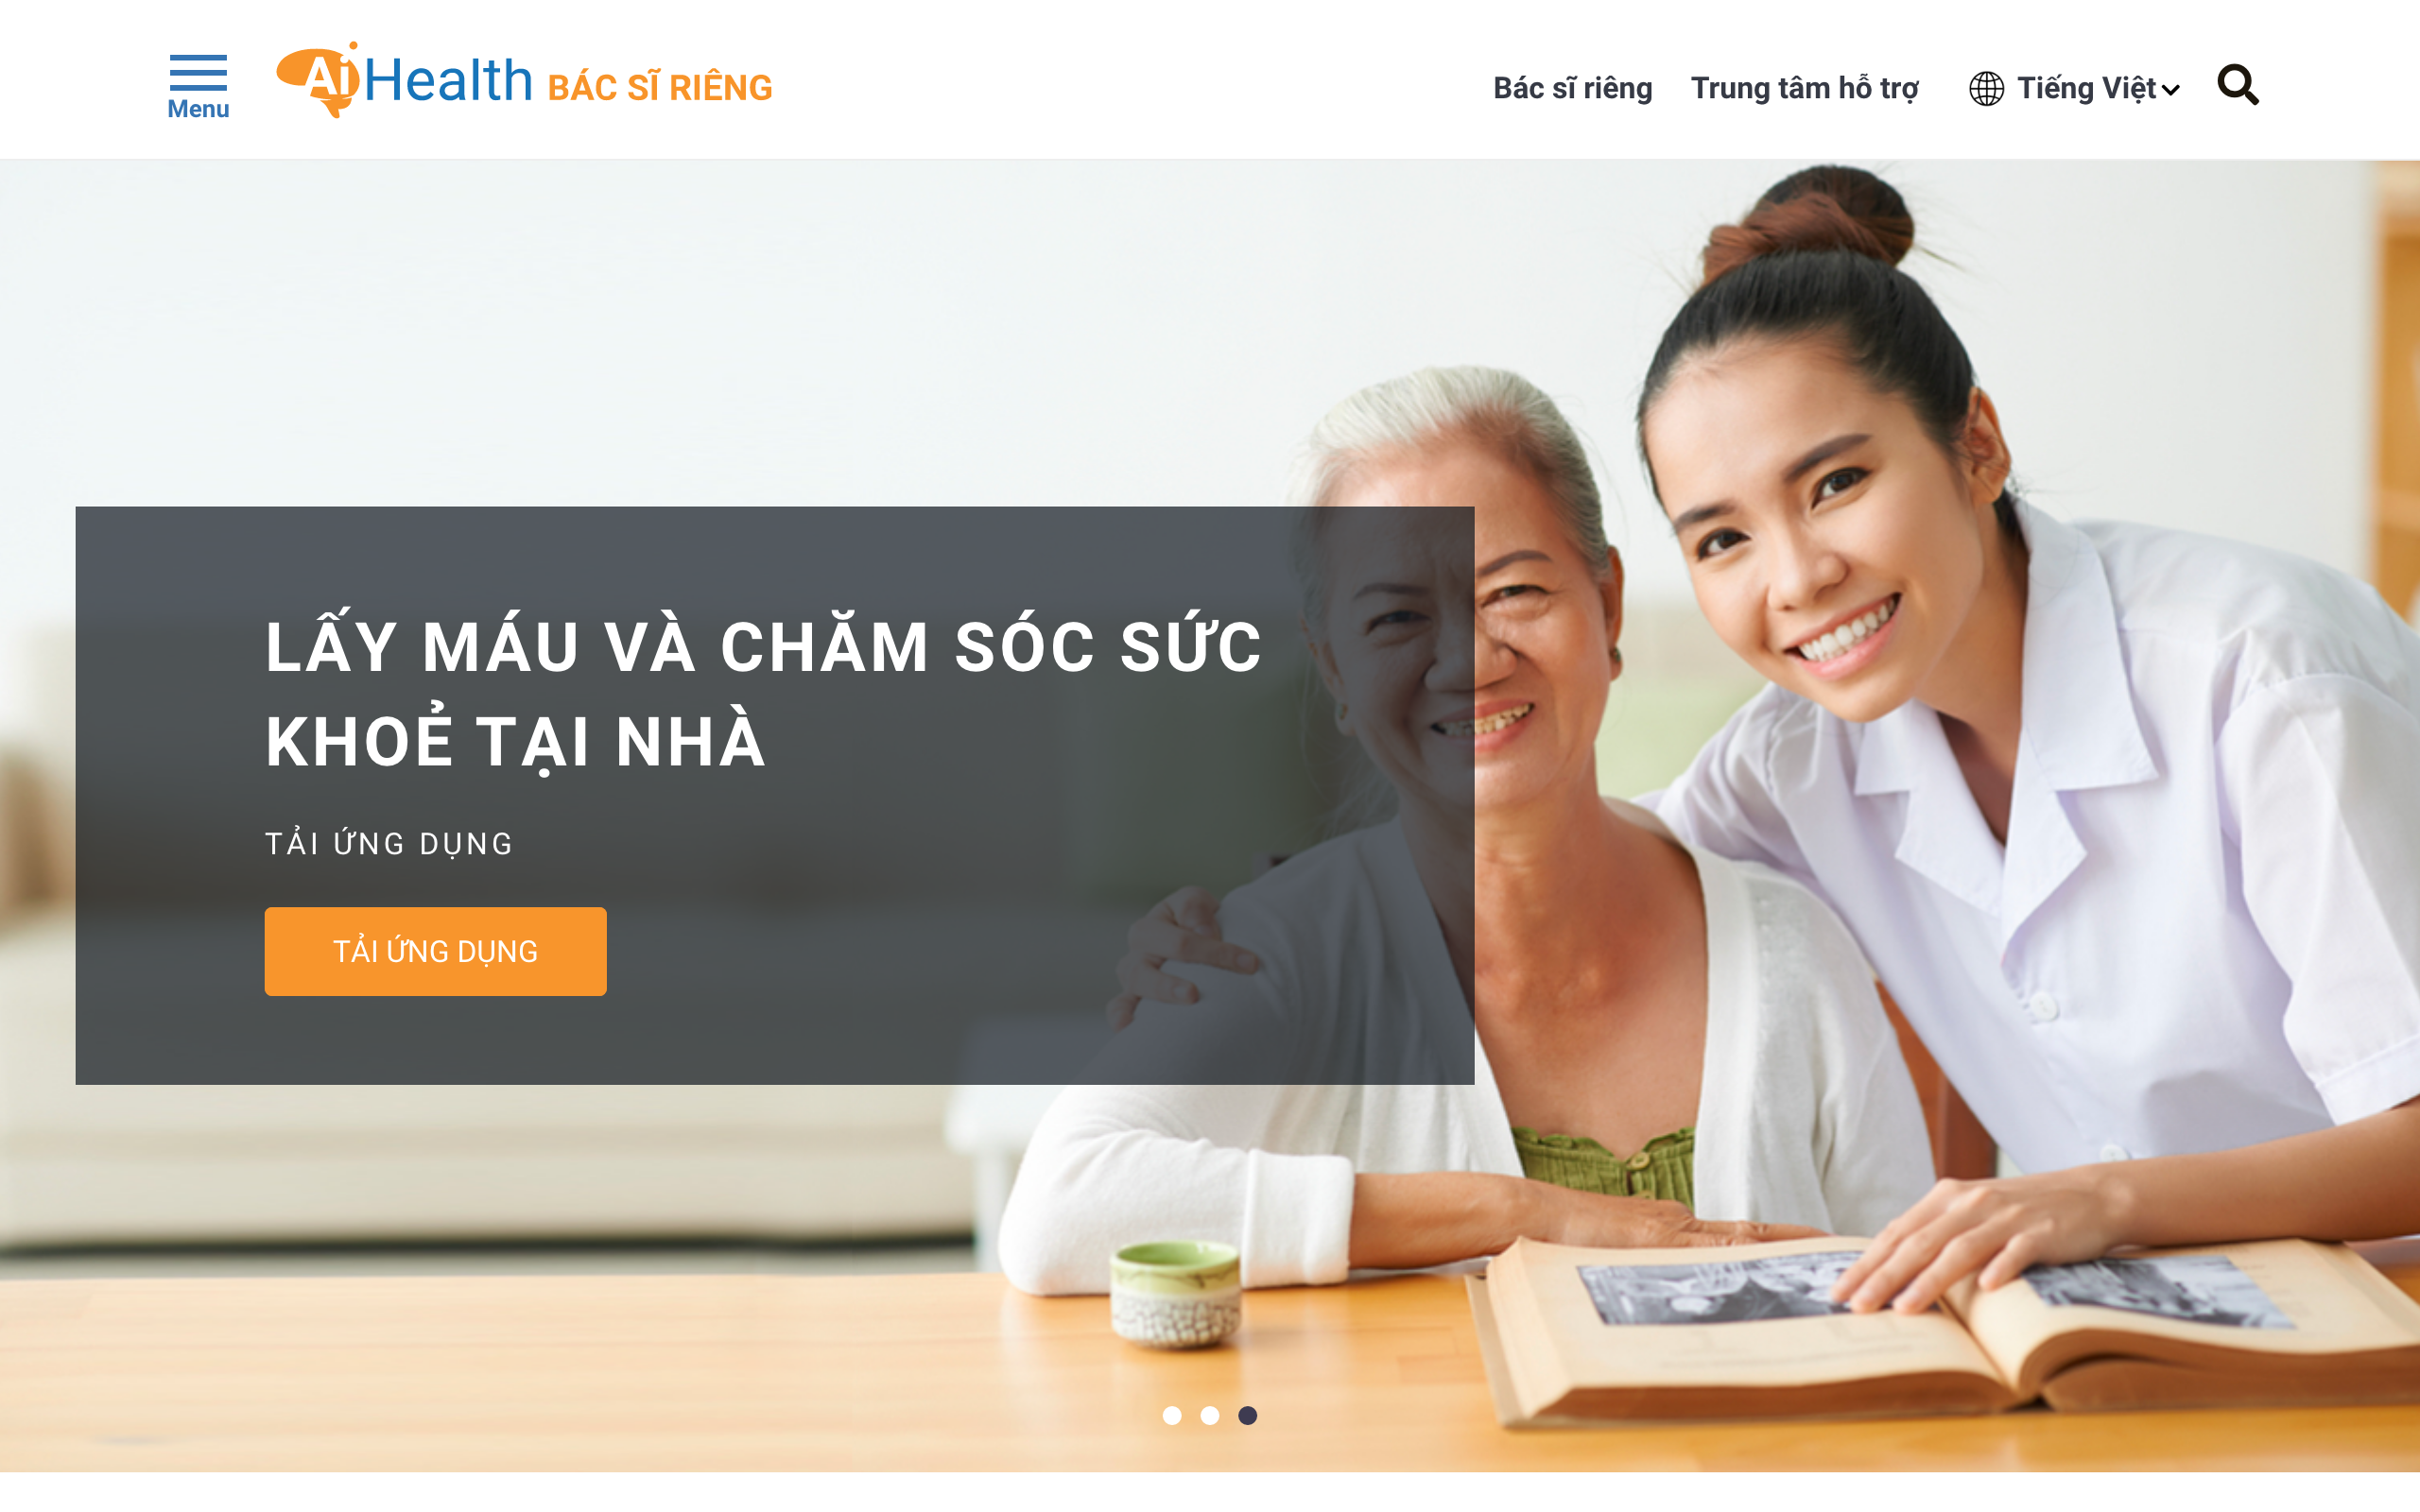 Menu
AiHealth BÁC SĨ RIÊNG
Bác sĩ riêng
Trung tâm hỗ trợ
Tiếng Việt
LẤY MÁU VÀ CHĂM SÓC SỨC
KHOẺ TẠI NHÀ
TẢI ỨNG DỤNG
TẢI ỨNG DỤNG